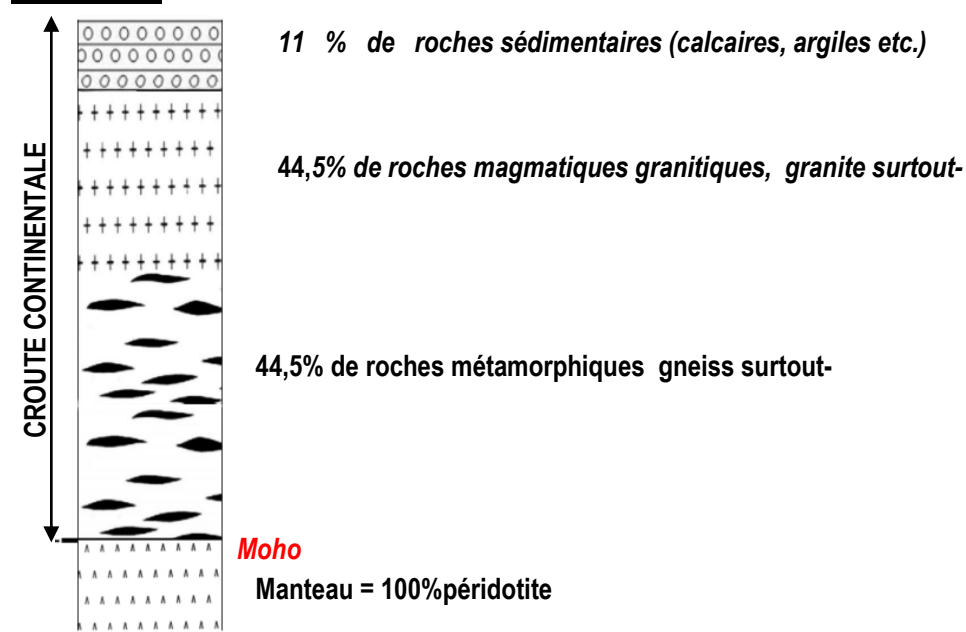 11 % de roches sédimentaires (calcaires, argiles etc.)
44,5% de roches magmatiques granitiques, granite surtout-
CROUTE CONTINENTALE
44,5% de roches métamorphiques gneiss surtout-
Moho
Manteau = 100%péridotite